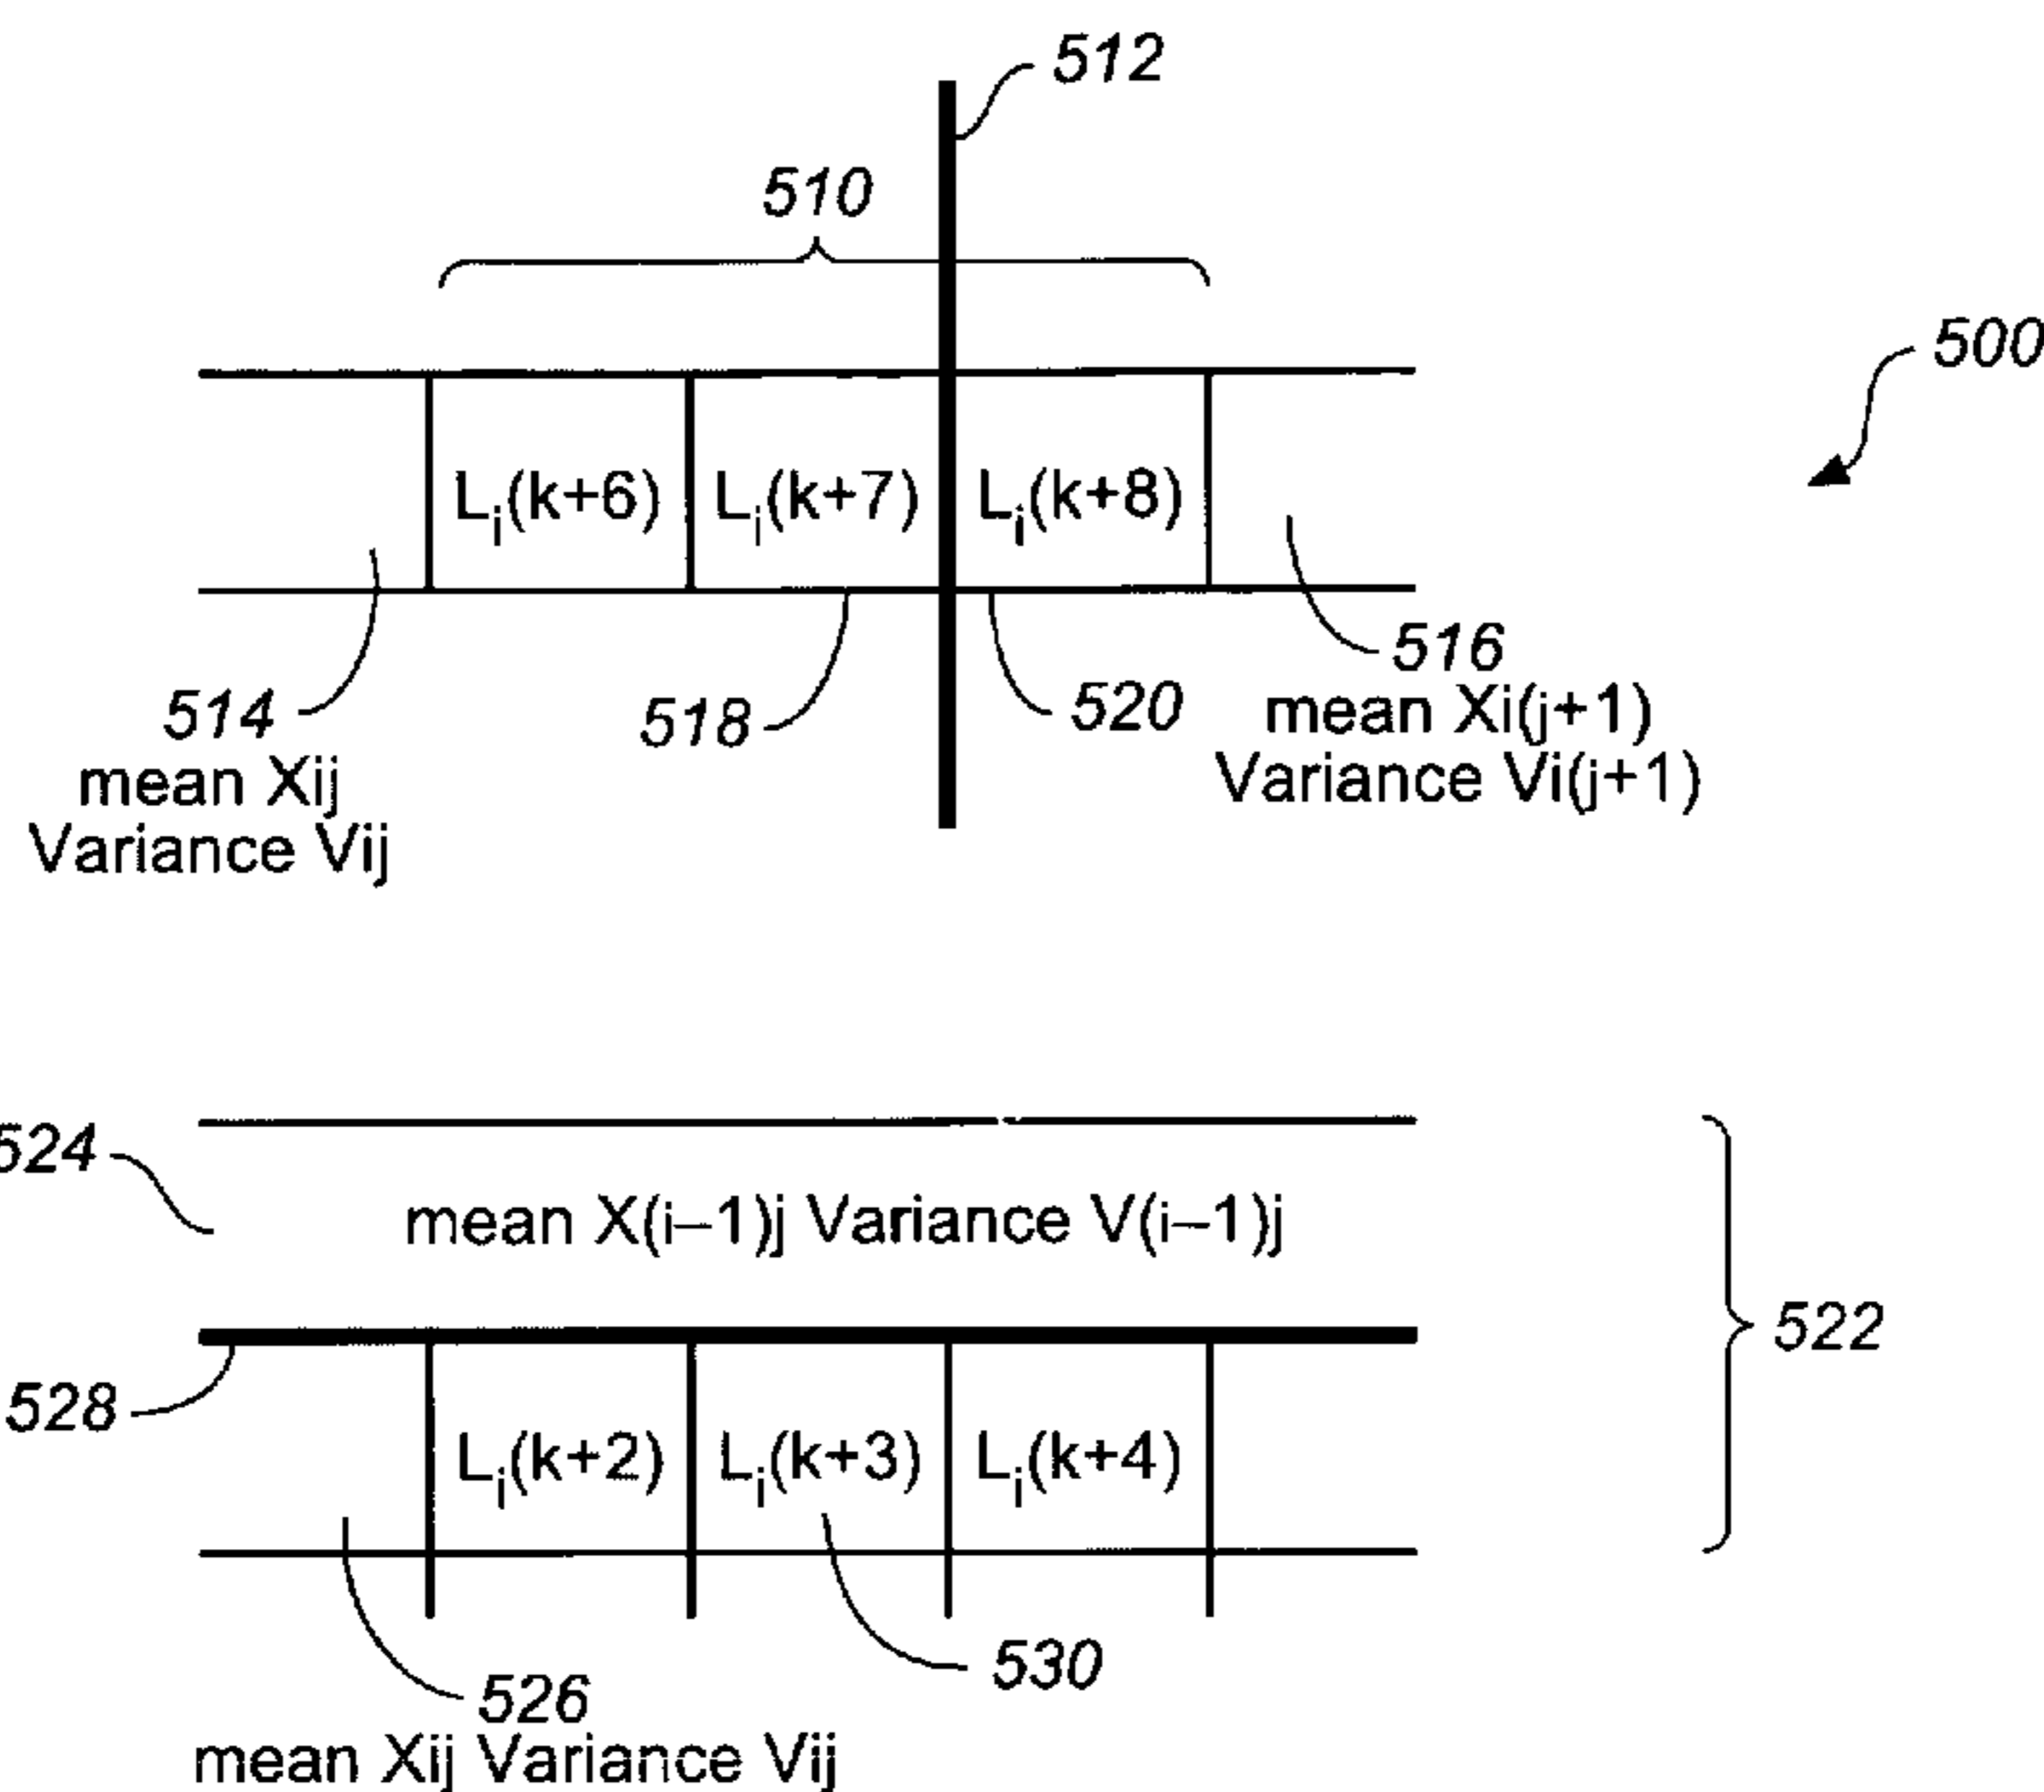 512
510
500
Li(k+6) Li(k+7) Li(k+8)
516
mean Xi(j+1)
Variance Vi(j+1)
514
mean Xij
Variance Vij
518
520
524
mean X(i–1)j Variance V(i–1)j
522
528
Li(k+2) Li(k+3) Li(k+4)
530
526
mean Xij Variance Vij